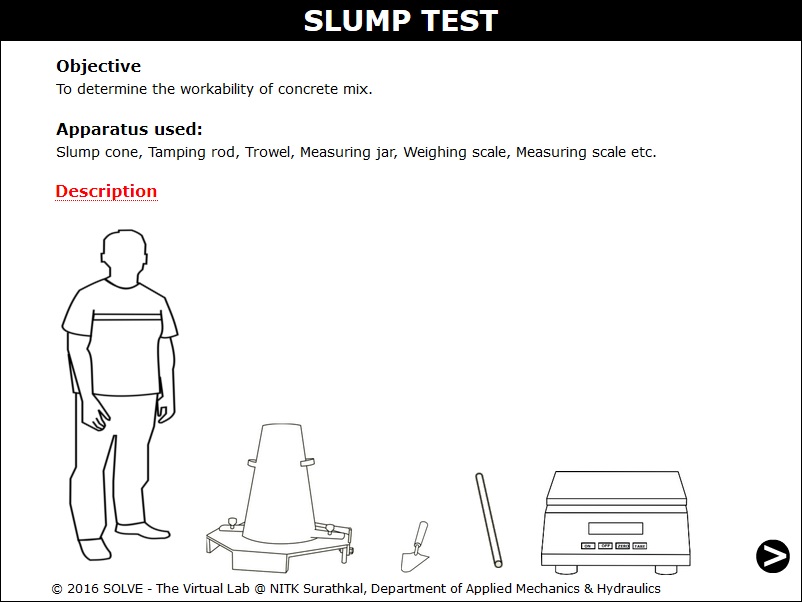 SLUMP TEST
Objective
To determine the workability of concrete mix.
Apparatus used:
Slump cone, Tamping rod, Trowel, Measuring jar, Weighing scale, Measuring scale etc.
Description
ON OFF ZERO TARE
>
© 2016 SOLVE - The Virtual Lab @ NITK Surathkal, Department of Applied Mechanics & Hydraulics